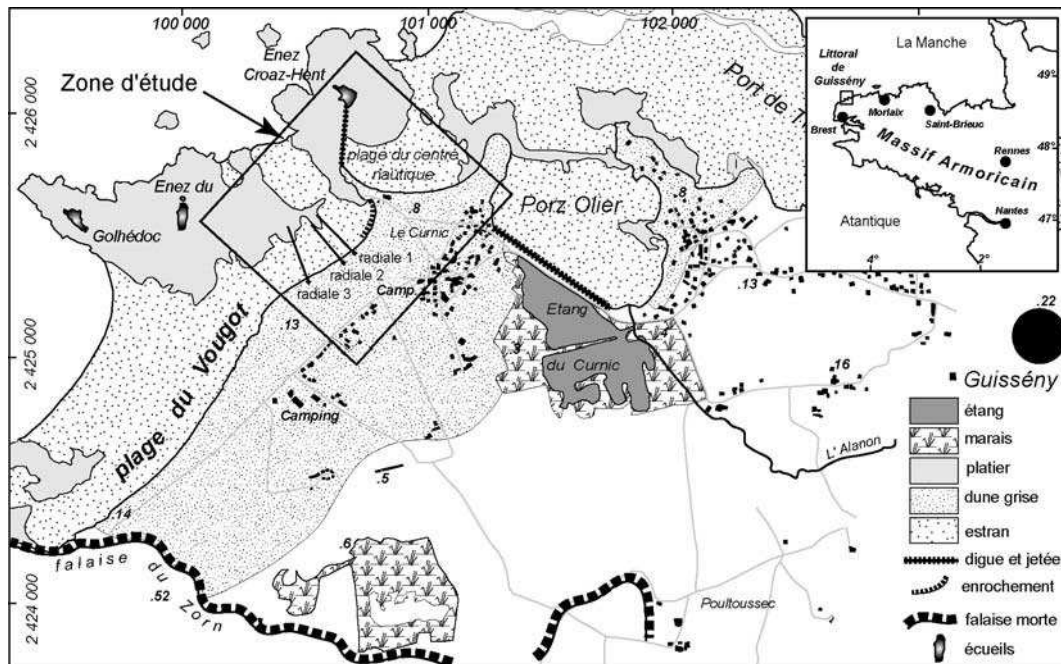 100 000
101 000
102 000
2 426 000
2 425 000
2 424 000
Zone d'étude
Enez
Croaz-Hent
plage du centre
nautique
Port de T
Enez du
Golhédoc
Porz Olier
.8
.8
Le Curnic
radiale 1
radiale 2
radiale 3
Camp.
.13
.13
Etang
du Curnic
3
plage du Vougot
Camping
.16
.22
Guissény
L' Alanon
.5
.14
.6
falaise du Zorn
.52
Poultoussec
La Manche
Littoral
de
Guissény
Morlaix
Saint-Brieuc
Brest
Rennes
Massif Armoricain
Nantes
Atantique
49°
48°
47°
4°
2°
étang
marais
platier
dune grise
estran
digue et jetée
enrochement
falaise morte
écueils